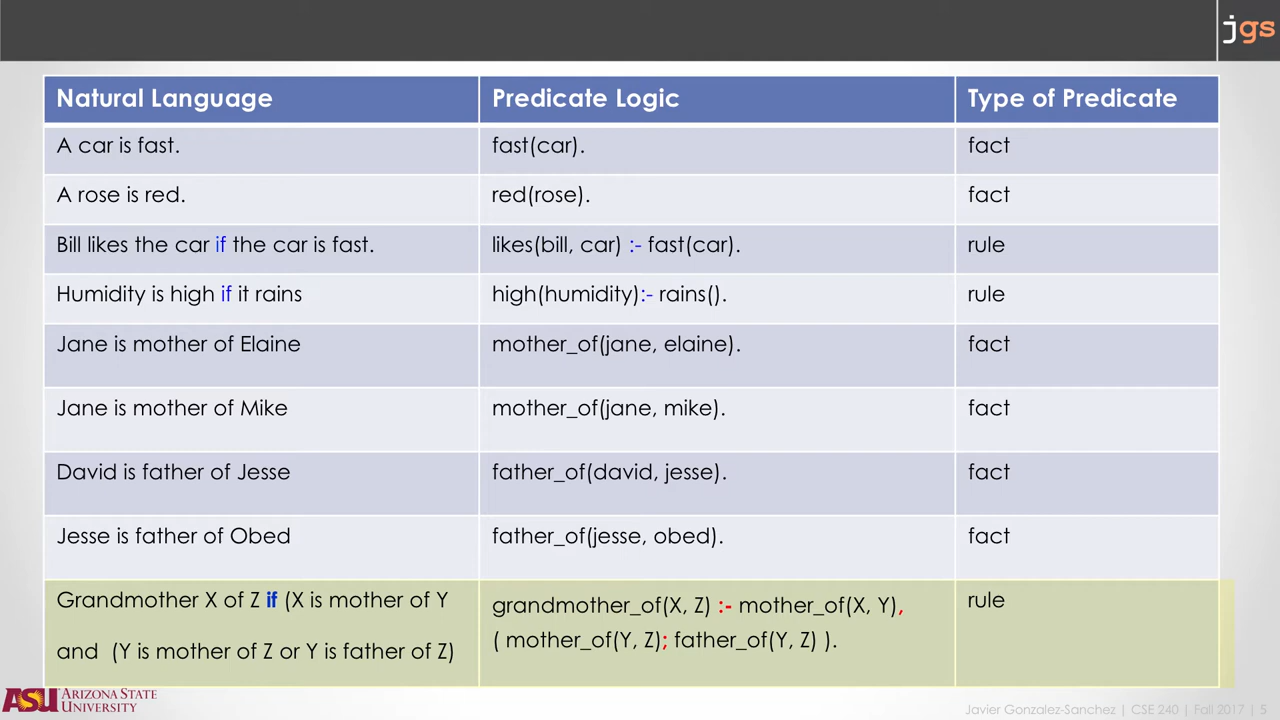 jgs
Natural Language Predicate Logic Type of Predicate
A car is fast. fast(car). fact
A rose is red. red(rose). fact
Bill likes the car if the car is fast. likes(bill, car) :- fast(car). rule
Humidity is high if it rains high(humidity):- rains(). rule
Jane is mother of Elaine mother_of(jane, elaine). fact
Jane is mother of Mike mother_of(jane, mike). fact
David is father of Jesse father_of(david, jesse). fact
Jesse is father of Obed father_of(jesse, obed). fact
Grandmother X of Z if (X is mother of Y
and (Y is mother of Z or Y is father of Z)
grandmother_of(X, Z) :- mother_of(X, Y),
( mother_of(Y, Z); father_of(Y, Z) ).
rule
ASU ARIZONA STATE
UNIVERSITY
Javier Gonzalez-Sanchez | CSE 240 | Fall 2017 | 5